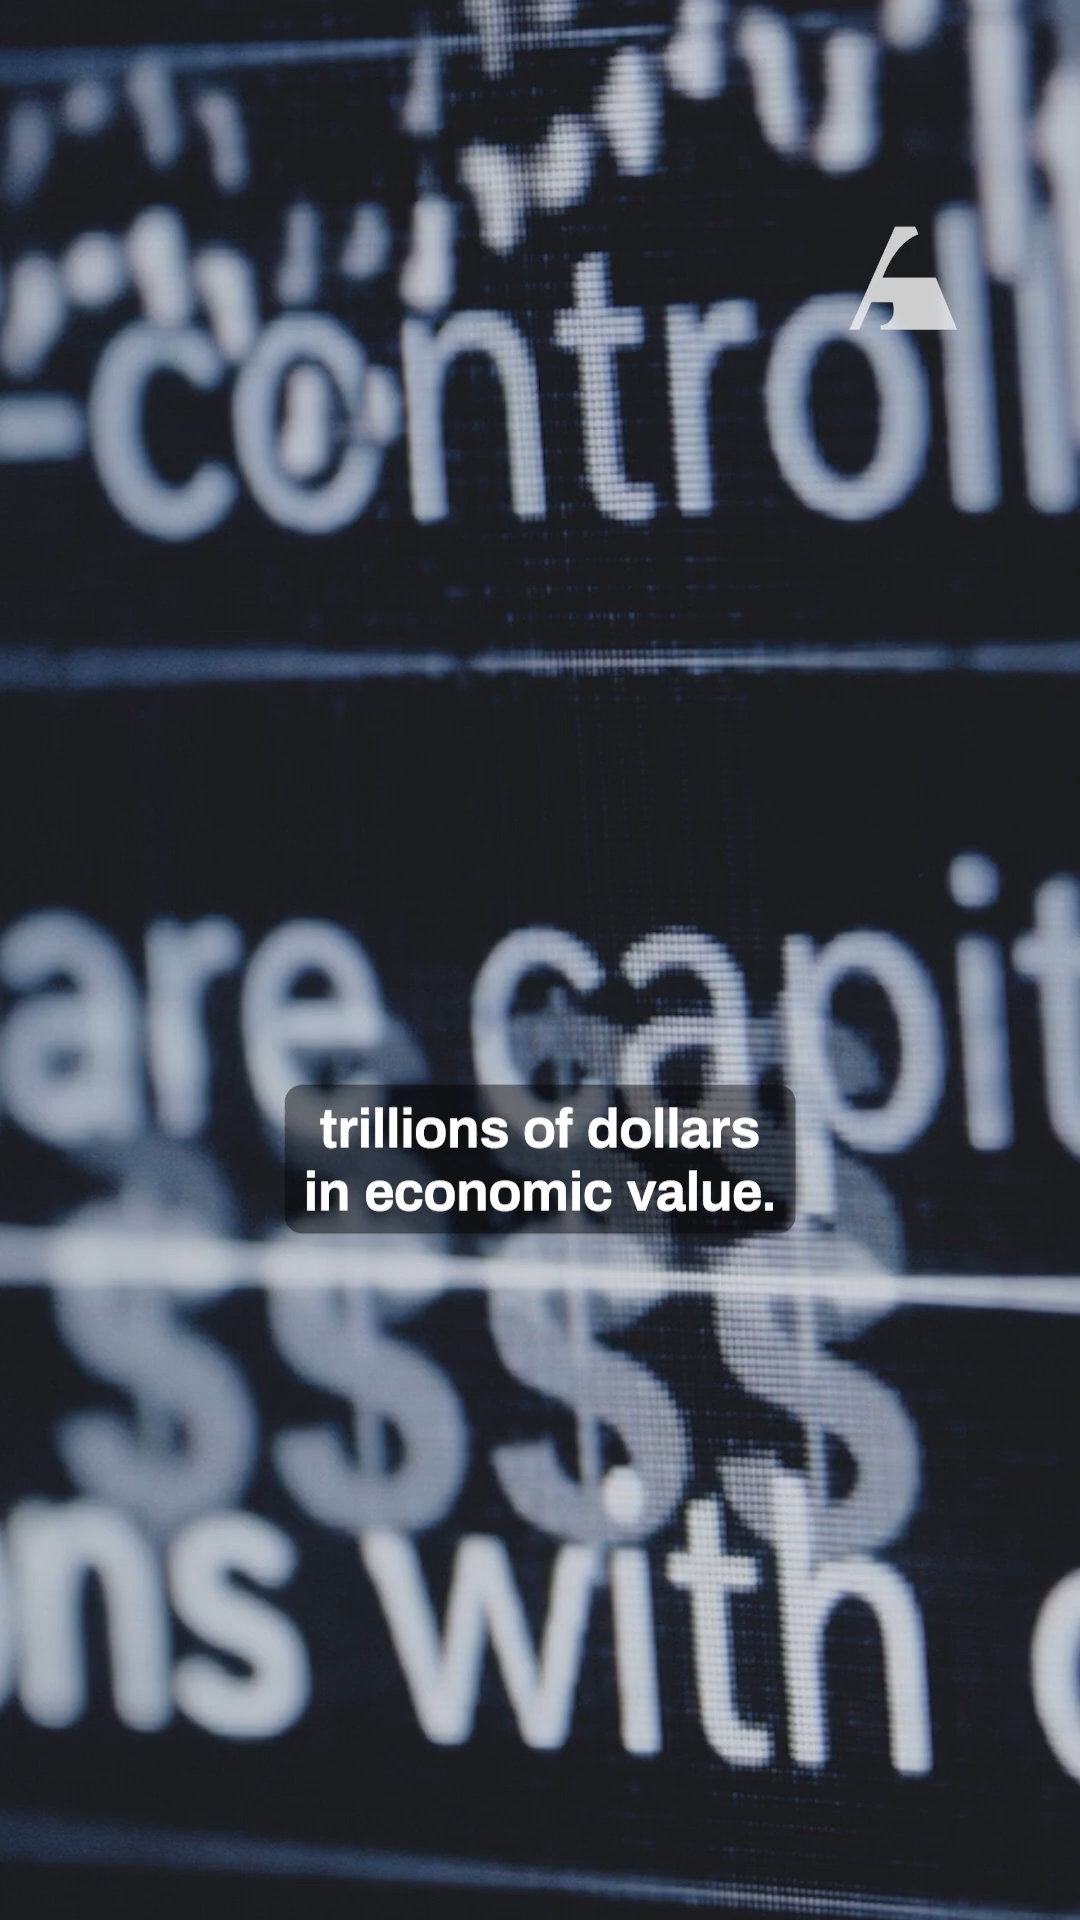 -controll
are capit
trillions of dollars
in economic value.
$$$$
ons with